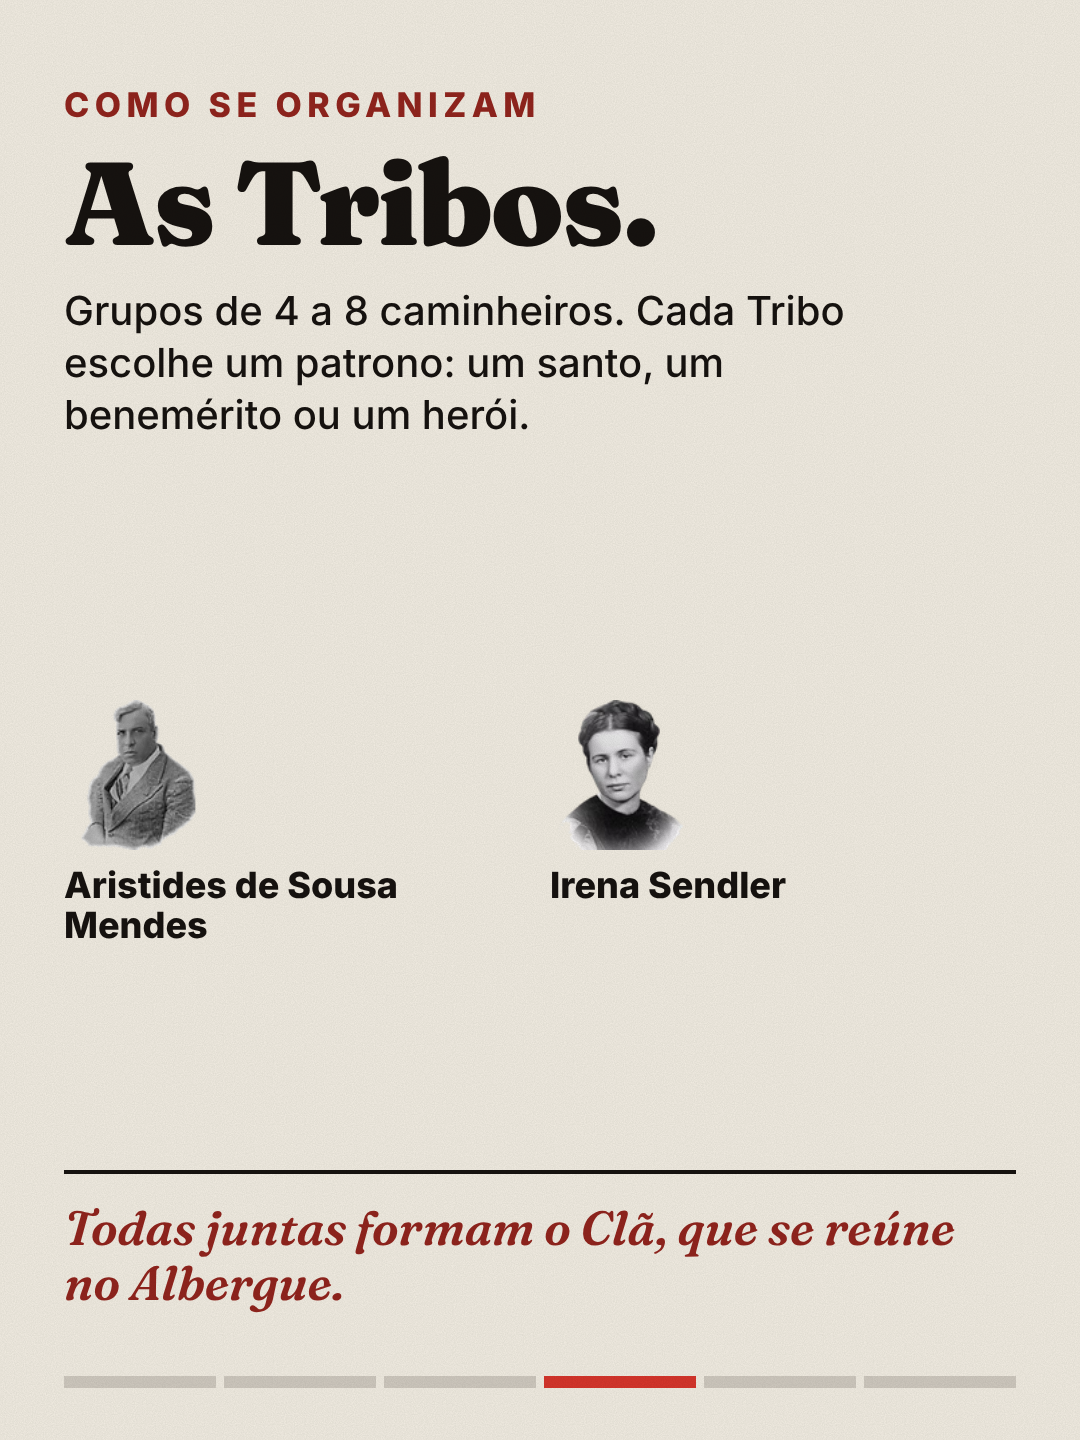 COMO SE ORGANIZAM
As Tribos.
Grupos de 4 a 8 caminheiros. Cada Tribo
escolhe um patrono: um santo, um
benemérito ou um herói.
Aristides de Sousa
Mendes
Irena Sendler
Todas juntas formam o Clã, que se reúne
no Albergue.